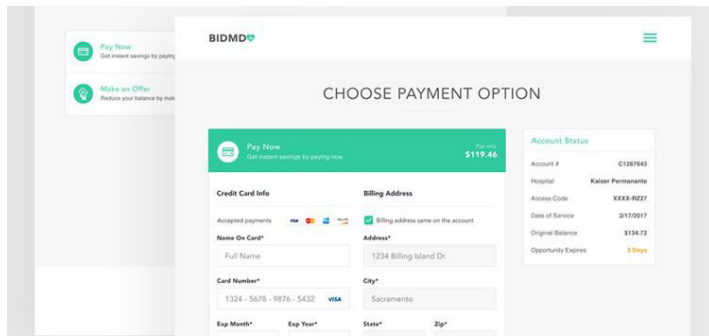 Pay Now
Get instant savings by paying
Make an Offer
Reduce your balance by mak
BIDMD
CHOOSE PAYMENT OPTION
Pay Now
Get instant savings by paying now
Pay only
$119.46
Credit Card Info
Accepted payments
VISA
Name On Card*
Full Name
Card Number*
1324 - 5678 - 9876 - 5432 VISA
Exp Month* Exp Year*
Billing Address
Billing address same on the account
Address*
1234 Billing Island Dr.
City*
Sacramento
State* Zip*
Account Status
Account # C1287643
Hospital Kaiser Permanante
Access Code XXXX-RZ27
Date of Service 2/17/2017
Original Balance $134.72
Opportunity Expires 3 Days